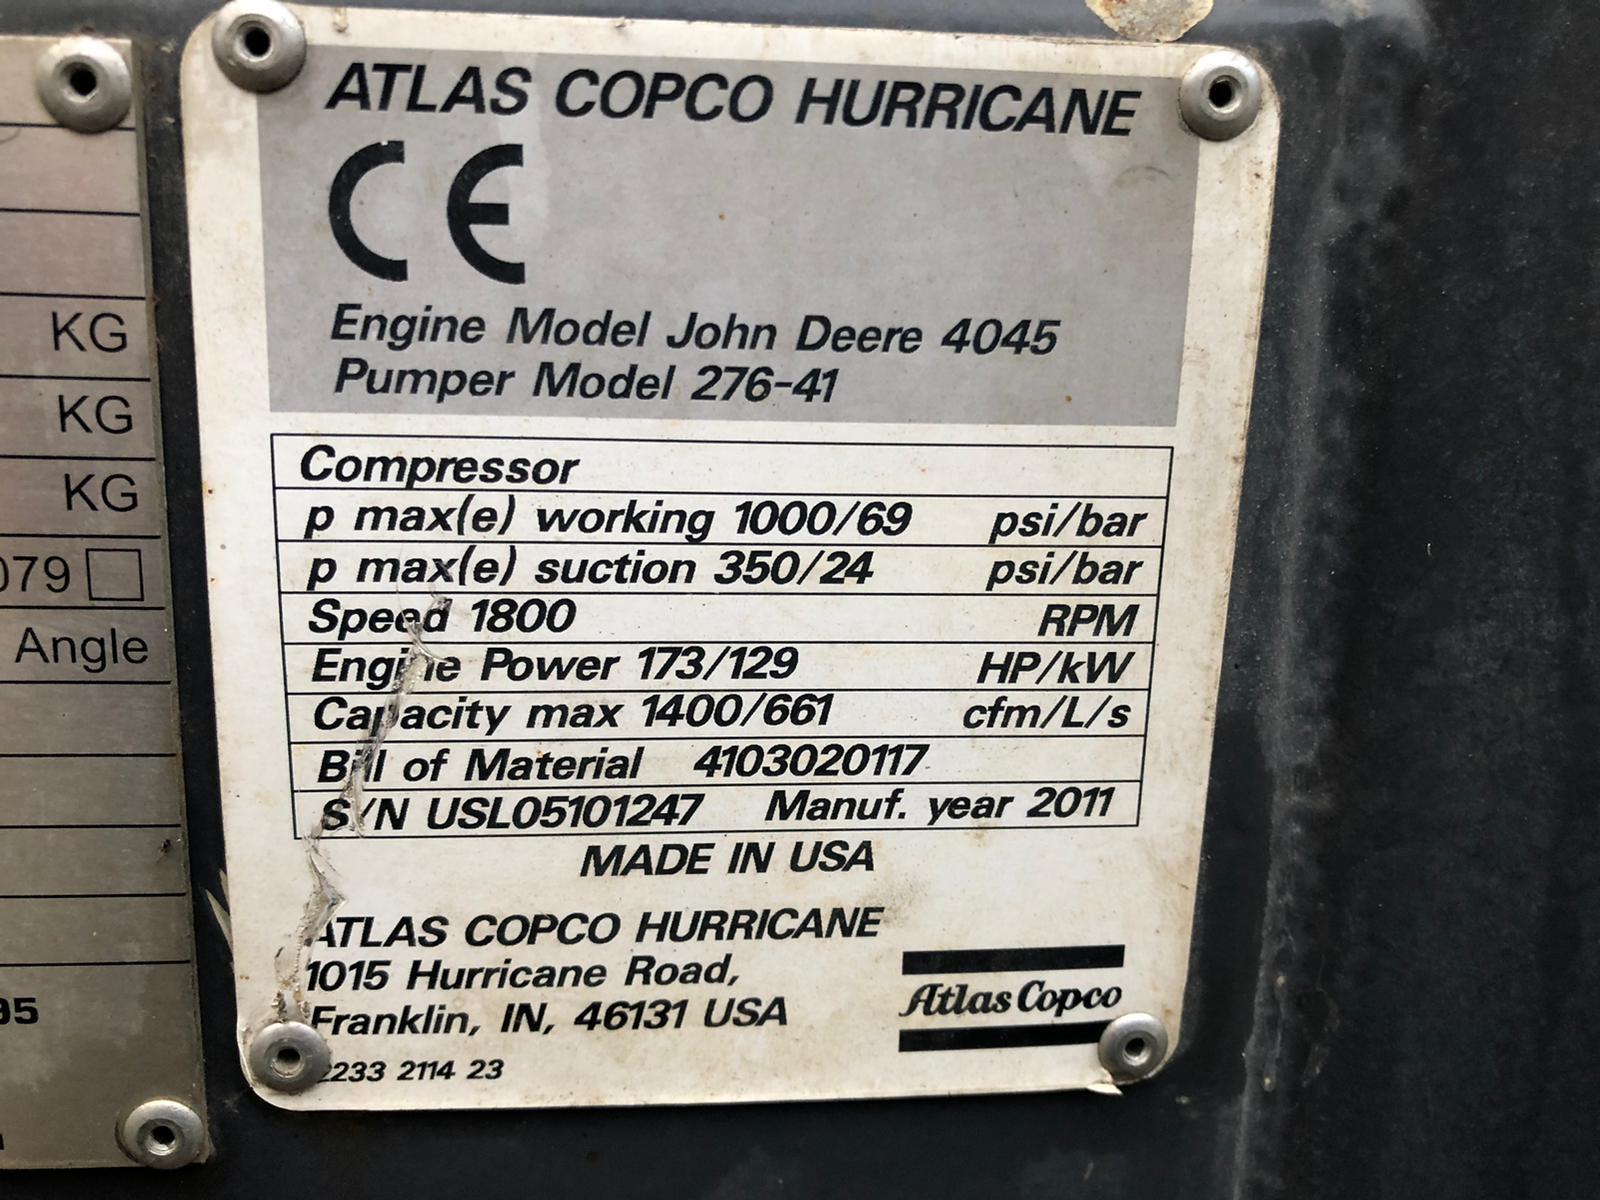 KG
KG
KG
079
Angle
95
ATLAS COPCO HURRICANE
CE
Engine Model John Deere 4045
Pumper Model 276-41
Compressor
p max(e) working 1000/69 psi/bar
p max(e) suction 350/24 psi/bar
Speed 1800 RPM
Engine Power 173/129 HP/kW
Capacity max 1400/661 cfm/L/s
Bill of Material 4103020117
S/N USL05101247 Manuf. year 2011
MADE IN USA
ATLAS COPCO HURRICANE
1015 Hurricane Road,
Franklin, IN, 46131 USA
Atlas Copco
2233 2114 23